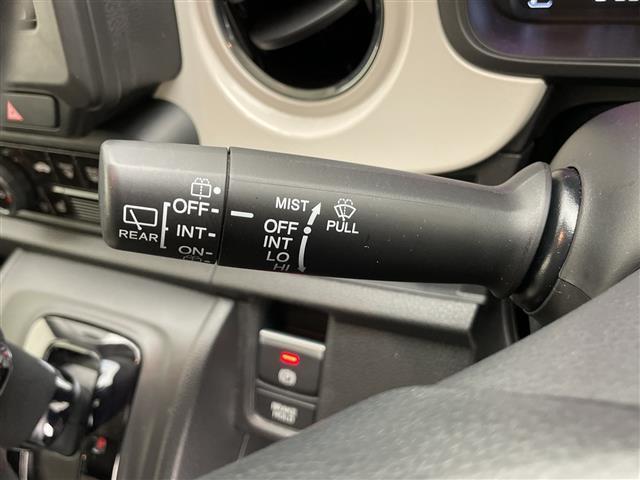 MIST
OFF
OFF
PULL
REAR
INT
INT
LO
ON
HI